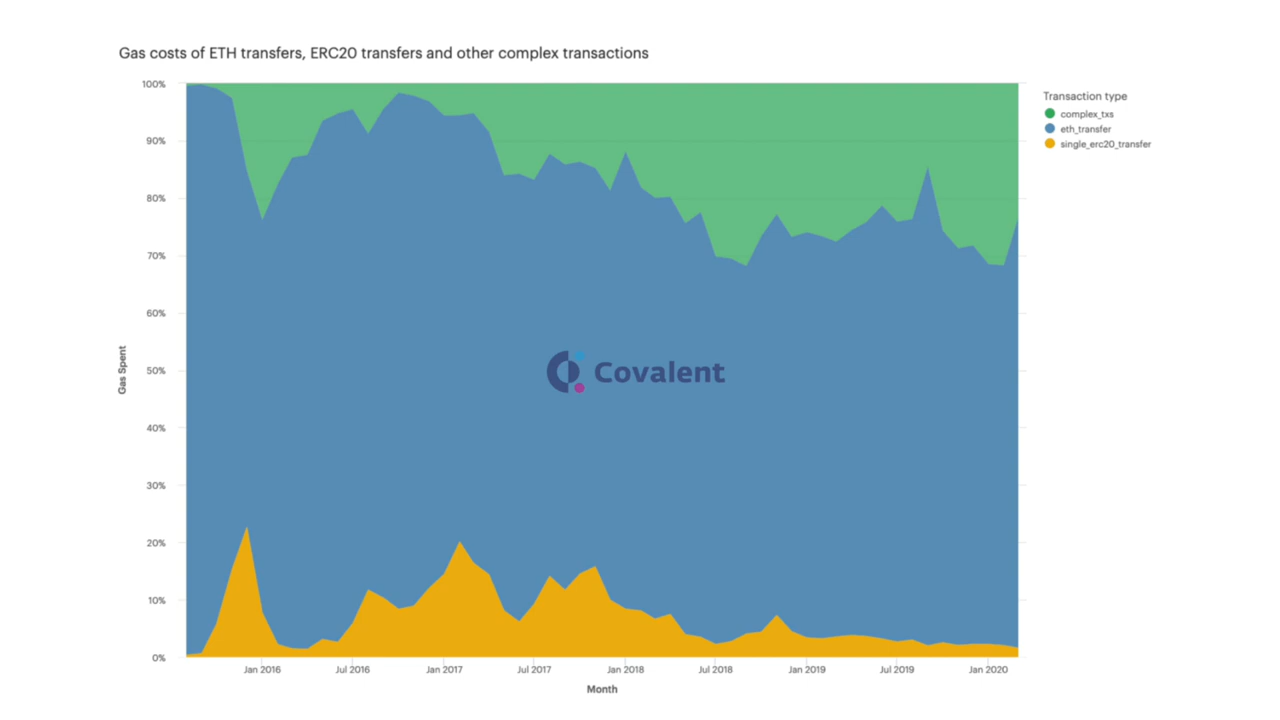 Gas costs of ETH transfers, ERC20 transfers and other complex transactions
100%
90%
80%
70%
60%
50%
40%
30%
20%
10%
0%
Gas Spent
Covalent
Jan 2016
Jul 2016
Jan 2017
Jul 2017
Jan 2018
Jul 2018
Jan 2019
Jul 2019
Jan 2020
Month
Transaction type
complex_txs
eth_transfer
single_erc20_transfer